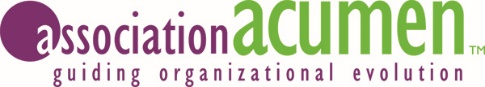 associationacumen™
guiding organizational evolution